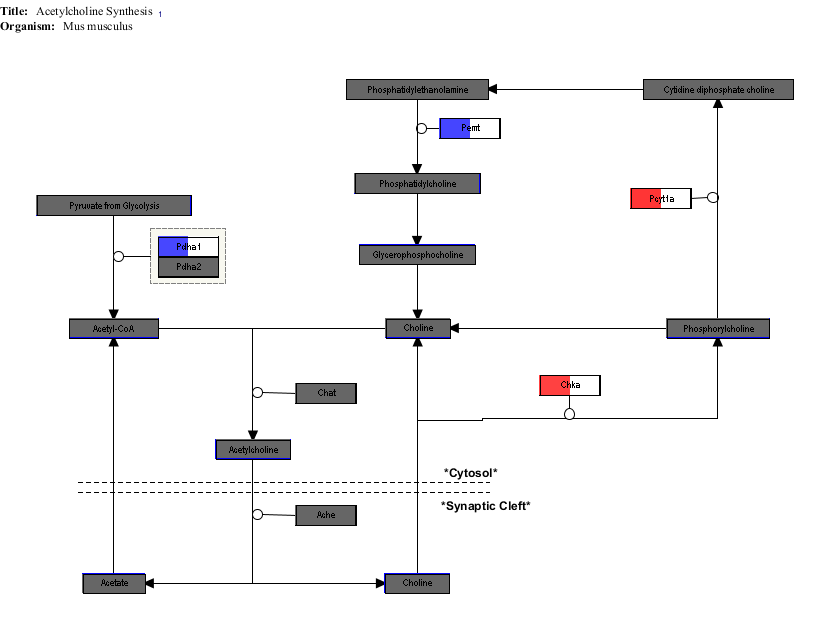 Title: Acetylcholine Synthesis 1
Organism: Mus musculus
Phosphatidylethanolamine
Cytidine diphosphate choline
Pemt
Phosphatidylcholine
Pcyt1a
Pyruvate from Glycolysis
Pdha1
Glycerophosphocholine
Pdha2
Acetyl-CoA
Choline
Phosphorylcholine
Chka
Chat
Acetylcholine
*Cytosol*
*Synaptic Cleft*
Ache
Acetate
Choline